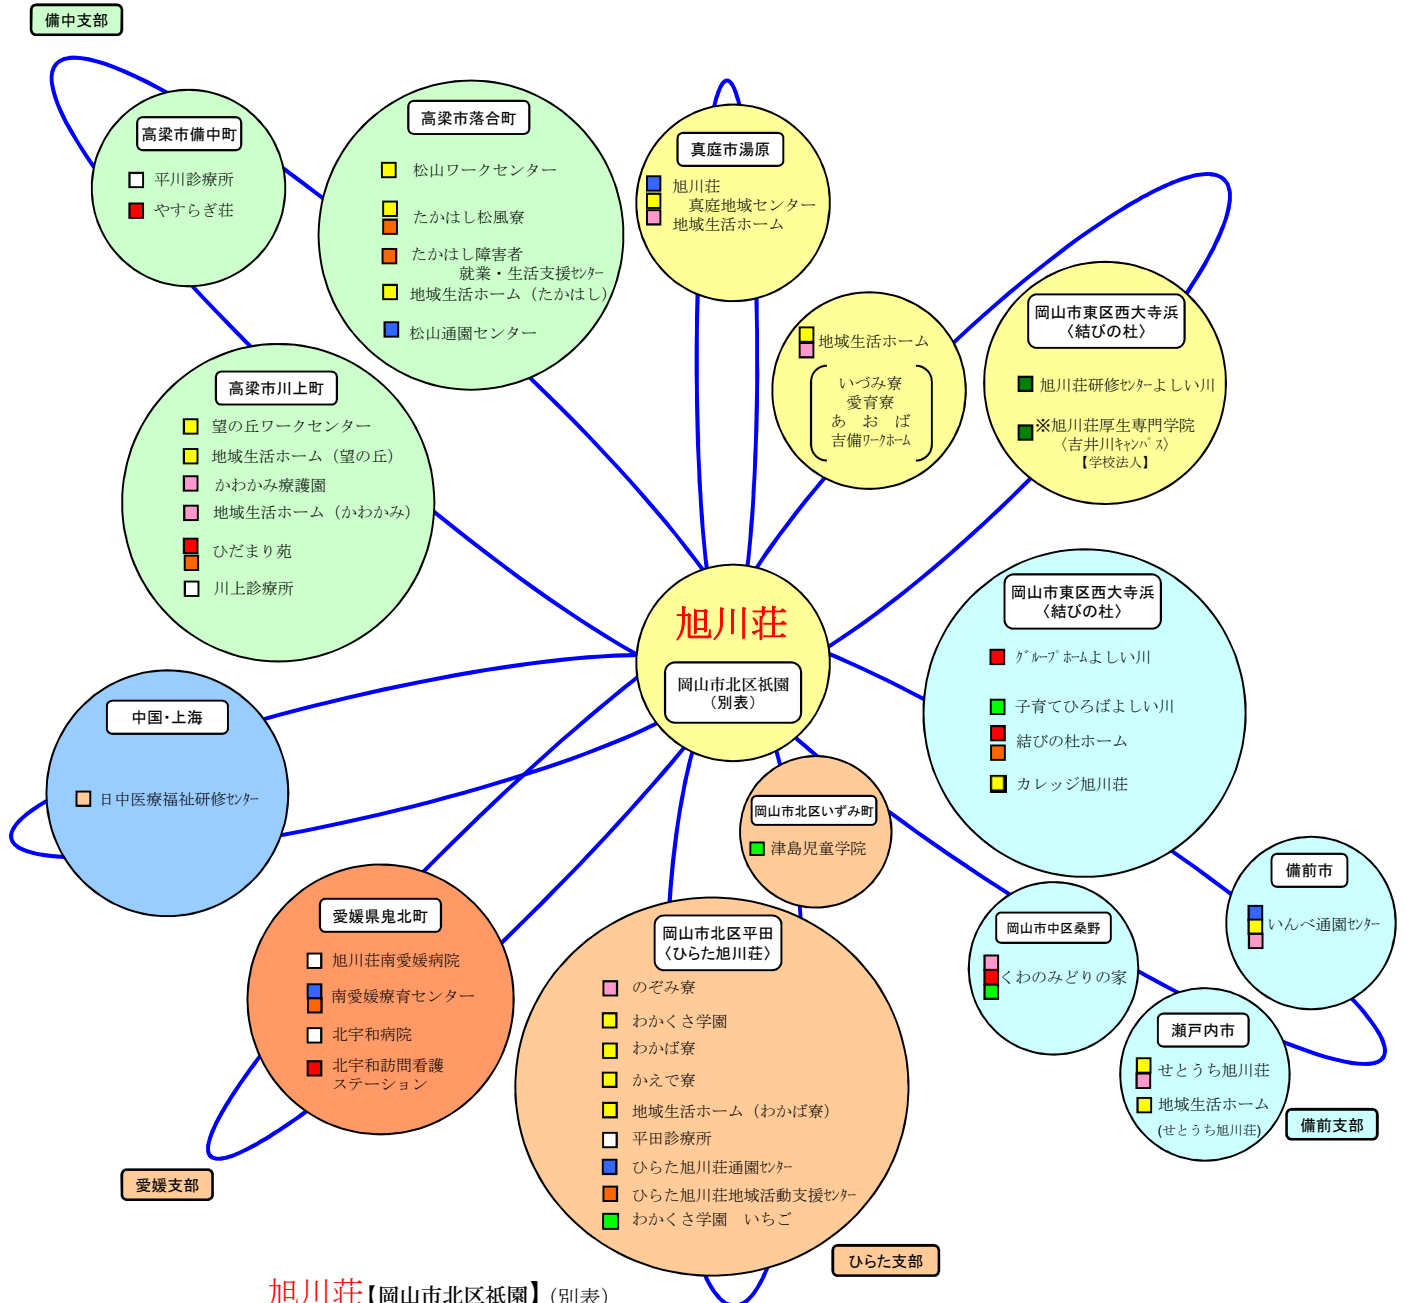 備中支部
高梁市備中町
平川診療所
やすらぎ荘
高梁市落合町
松山ワークセンター
たかはし松風寮
たかはし障害者
就業・生活支援ｾﾝﾀｰ
地域生活ホーム（たかはし）
松山通園センター
真庭市湯原
旭川荘
真庭地域センター
地域生活ホーム
地域生活ホーム
いづみ寮
愛育寮
あ　お　ば
吉備ﾜｰｸﾎｰﾑ
岡山市東区西大寺浜
〈結びの杜〉
旭川荘研修ｾﾝﾀｰよしい川
※旭川荘厚生専門学院
〈吉井川ｷｬﾝﾊﾟｽ〉
【学校法人】
高梁市川上町
望の丘ワークセンター
地域生活ホーム（望の丘）
かわかみ療護園
地域生活ホーム（かわかみ）
ひだまり苑
川上診療所
旭川荘
岡山市北区祇園
（別表）
岡山市東区西大寺浜
〈結びの杜〉
ｸﾞﾙｰﾌﾟﾎｰﾑよしい川
子育てひろばよしい川
結びの杜ホーム
カレッジ旭川荘
中国・上海
日中医療福祉研修ｾﾝﾀｰ
岡山市北区いずみ町
津島児童学院
備前市
いんべ通園ｾﾝﾀｰ
愛媛県鬼北町
旭川荘南愛媛病院
南愛媛療育センター
北宇和病院
北宇和訪問看護
ステーション
愛媛支部
岡山市北区平田
〈ひらた旭川荘〉
のぞみ寮
わかくさ学園
わかば寮
かえで寮
地域生活ホーム（わかば寮）
平田診療所
ひらた旭川荘通園ｾﾝﾀｰ
ひらた旭川荘地域活動支援ｾﾝﾀｰ
わかくさ学園　いちご
ひらた支部
岡山市中区桑野
くわのみどりの家
瀬戸内市
せとうち旭川荘
地域生活ホーム
(せとうち旭川荘)
備前支部
旭川荘【岡山市北区祇園】（別表）